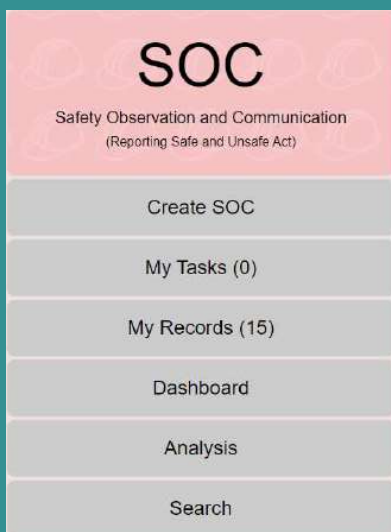 SOC
Safety Observation and Communication
(Reporting Safe and Unsafe Act)
Create SOC
My Tasks (0)
My Records (15)
Dashboard
Analysis
Search